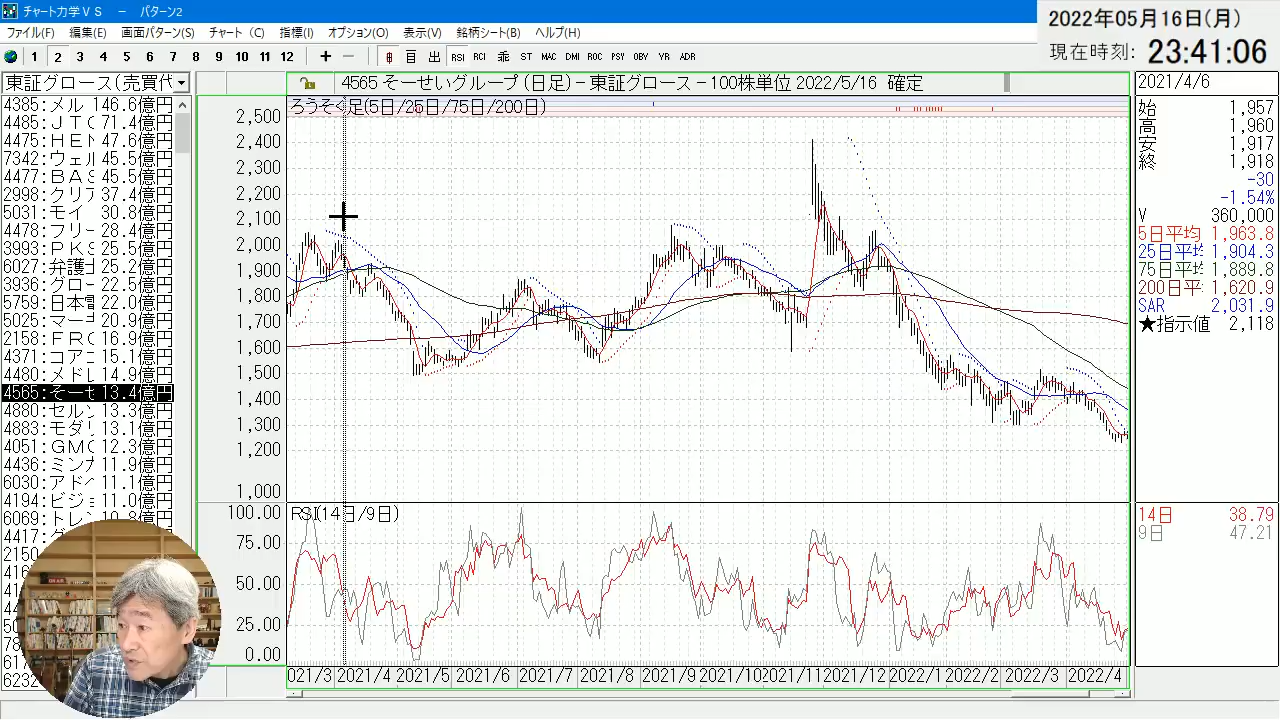 チャート力学ＶＳ － パターン2
2022年05月16日(月)
現在時刻: 23:41:06
ファイル(F) 編集(E) 画面パターン(S) チャート (C) 指標(I) オプション(O) 表示(V) 銘柄シート(B) ヘルプ(H)
1 2 3 4 5 6 7 8 9 10 11 12 + － 日 出 RSI RCI 乖 ST MAC DMI ROC PSY OBV YR ADR
東証グロース(売買代
4565 そーせいグループ (日足) － 東証グロース － 100株単位 2022/5/16 確定
2021/4/6
4385:メル 146.6億円
4485:ＪＴ 71.4億円
4475:ＨＥＮ 47.6億円
7342:ウェル 45.5億円
4477:ＢＡＳ 45.5億円
2998:クリア 37.4億円
5031:モイ 30.8億円
4478:フリー 28.4億円
3993:ＰＫＳ 25.5億円
6027:弁護士 25.2億円
3936:グロー 22.5億円
5759:日本電 22.0億円
5025:マー 20.9億円
2158:ＦＲＯ 16.9億円
4371:コア 15.1億円
4480:メドレ 14.9億円
4565:そーせ 13.4億円
4880:セル 13.3億円
4883:モダ 13.1億円
4051:ＧＭＯ 12.3億円
4436:ミン 11.9億円
6030:アド 11.1億円
4194:ビジョ 11.0億円
6069:トレ 10.8億円
4417:グ
2150
6232
ろうそく足(5日/25日/75日/200日)
2,500
2,400
2,300
2,200
2,100
2,000
1,900
1,800
1,700
1,600
1,500
1,400
1,300
1,200
1,000
RSI(14日/9日)
100.00
75.00
50.00
25.00
0.00
021/3 2021/4 2021/5 2021/6 2021/7 2021/8 2021/9 2021/10 2021/11 2021/12 2022/1 2022/2 2022/3 2022/4
始 1,957
高 1,960
安 1,917
終 1,918
-30
-1.54%
V 360,000
5日平均 1,963.8
25日平均 1,904.3
75日平均 1,889.8
200日平均 1,620.9
SAR 2,031.9
★指示値 2,118
14日 38.79
9日 47.21